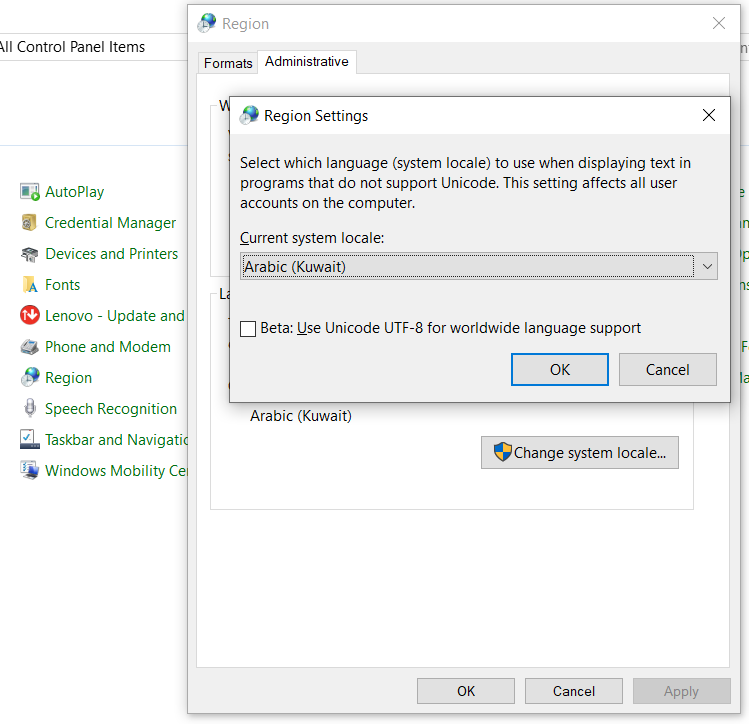 Region
All Control Panel Items
Formats
Administrative
Region Settings
Select which language (system locale) to use when displaying text in
programs that do not support Unicode. This setting affects all user
accounts on the computer.
Current system locale:
Arabic (Kuwait)
Beta: Use Unicode UTF-8 for worldwide language support
OK
Cancel
Arabic (Kuwait)
Change system locale...
OK
Cancel
Apply
AutoPlay
Credential Manager
Devices and Printers
Fonts
Lenovo - Update and
Phone and Modem
Region
Speech Recognition
Taskbar and Navigatio
Windows Mobility Ce